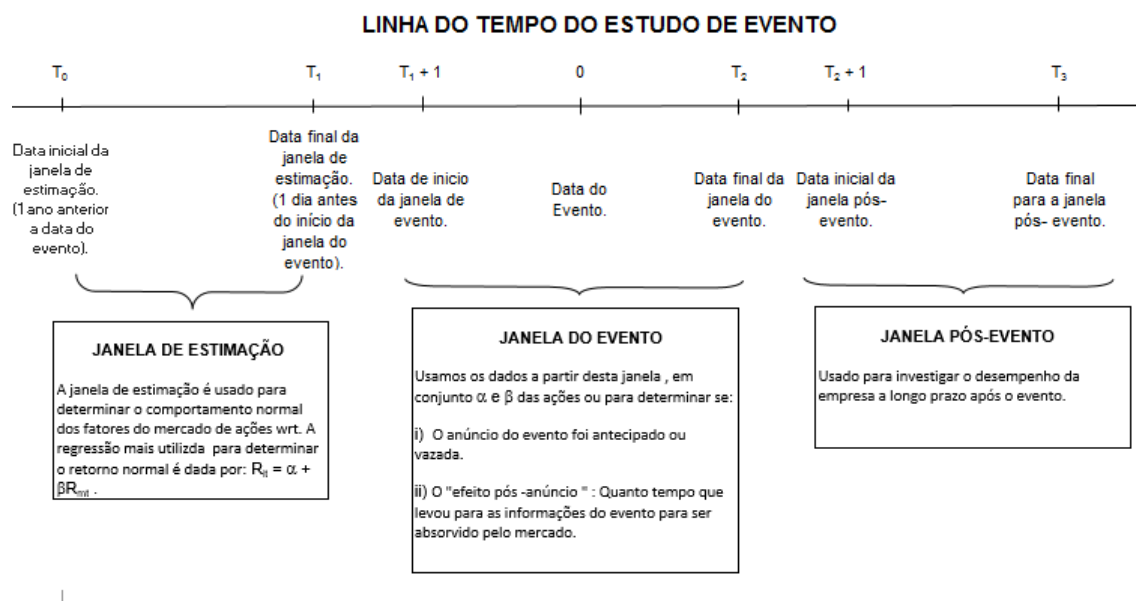 LINHA DO TEMPO DO ESTUDO DE EVENTO
T₀ T₁ T₁ + 1 0 T₂ T₂ + 1 T₃
Data inicial da
janela de
estimação.
(1 ano anterior
a data do
evento).
Data final da
janela de
estimação.
(1 dia antes
do início da
janela do
evento).
Data de inicio
da janela de
evento.
Data do
Evento.
Data final da
janela do
evento.
Data inicial da
janela pós-
evento.
Data final
para a janela
pós- evento.
JANELA DE ESTIMAÇÃO
A janela de estimação é usado para
determinar o comportamento normal
dos fatores do mercado de ações wrt. A
regressão mais utilizda para determinar
o retorno normal é dada por: Rᵢₜ = α +
βRₘₜ .
JANELA DO EVENTO
Usamos os dados a partir desta janela , em
conjunto α e β das ações ou para determinar se:
i) O anúncio do evento foi antecipado ou
vazada.
ii) O "efeito pós -anúncio " : Quanto tempo que
levou para as informações do evento para ser
absorvido pelo mercado.
JANELA PÓS-EVENTO
Usado para investigar o desempenho da
empresa a longo prazo após o evento.